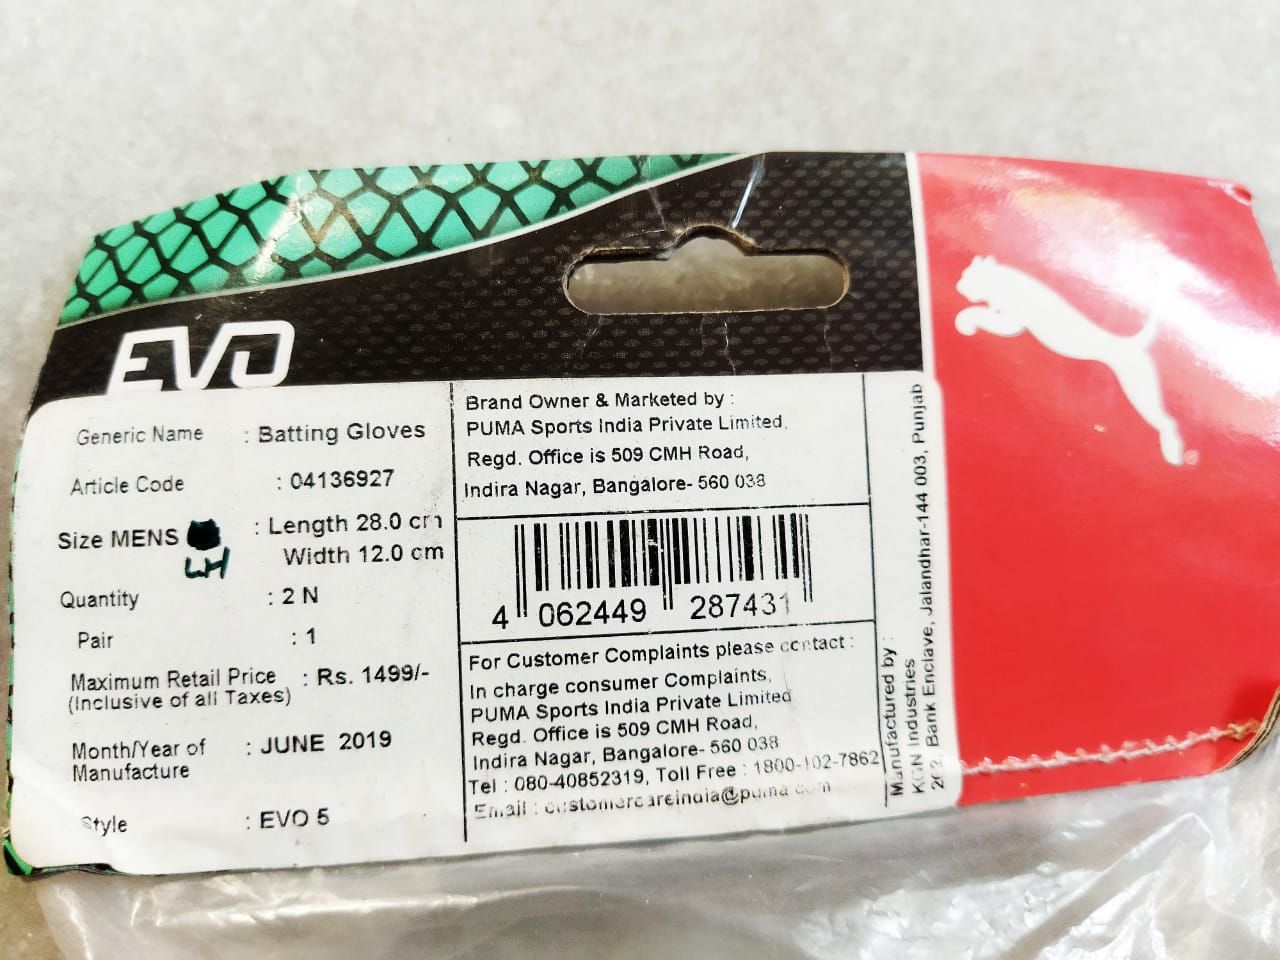 EVO
Generic Name : Batting Gloves
Article Code : 04136927
Size MENS : Length 28.0 cm
LH Width 12.0 cm
Quantity : 2 N
Pair : 1
Maximum Retail Price : Rs. 1499/-
(Inclusive of all Taxes)
Month/Year of : JUNE 2019
Manufacture
Style : EVO 5
Brand Owner & Marketed by :
PUMA Sports India Private Limited,
Regd. Office is 509 CMH Road,
Indira Nagar, Bangalore- 560 038
4 062449 287431
For Customer Complaints please contact :
In charge consumer Complaints,
PUMA Sports India Private Limited
Regd. Office is 509 CMH Road,
Indira Nagar, Bangalore- 560 038
Tel : 080-40852319, Toll Free : 1800-102-7862
Email : customercareindia@puma.com
Manufactured by :
KGN Industries
Bank Enclave, Jalandhar-144 003, Punjab
®